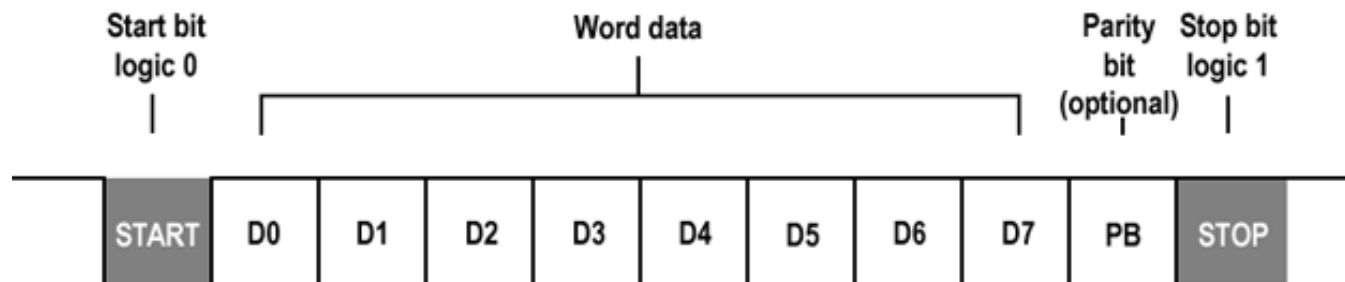 Start bit
logic 0
Word data
Parity
bit
(optional)
Stop bit
logic 1
START D0 D1 D2 D3 D4 D5 D6 D7 PB STOP